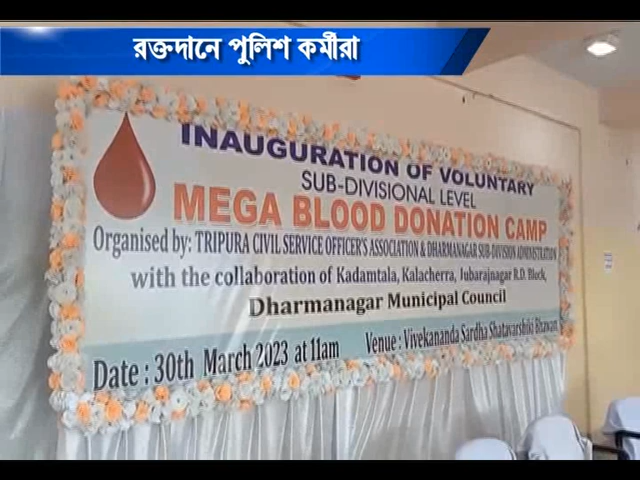 রক্তদানে পুলিশ কর্মীরা
INAUGURATION OF VOLUNTARY
SUB-DIVISIONAL LEVEL
MEGA BLOOD DONATION CAMP
Organised by: TRIPURA CIVIL SERVICE OFFICER'S ASSOCIATION & DHARMANAGAR SUB-DIVISION ADMINISTRATION
with the collaboration of Kadamtala, Kalacherra, Jubarajnagar R.D. Block,
Dharmanagar Municipal Council
Date : 30th March 2023 at 11am Venue : Vivekananda Sardha Shatavarshiki Bhavan